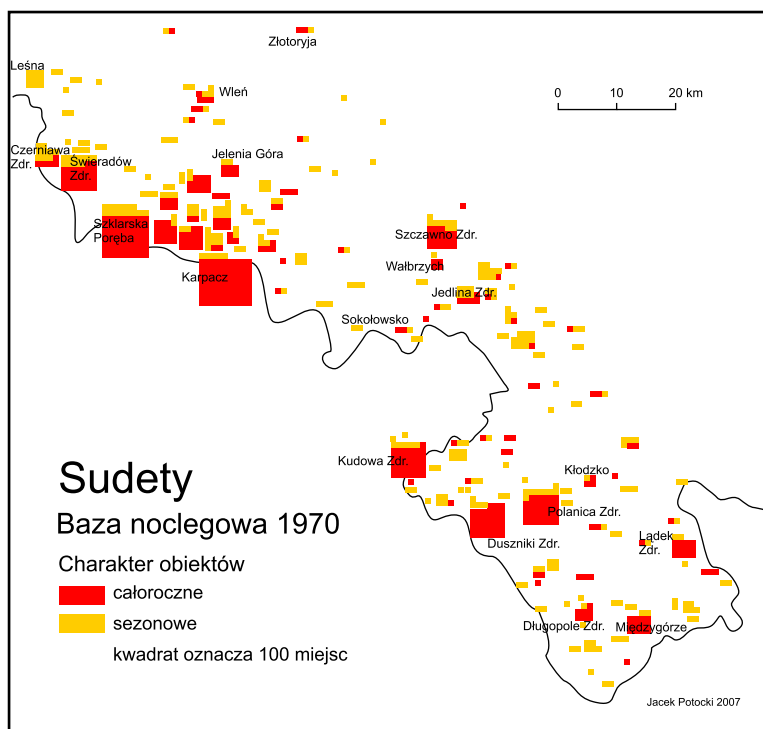 Złotoryja
Leśna
Wleń
0 10 20 km
Czerniawa
Zdr.
Świeradów
Zdr.
Jelenia Góra
Szklarska
Poręba
Szczawno Zdr.
Wałbrzych
Karpacz
Jedlina Zdr.
Sokołowsko
Kudowa Zdr.
Kłodzko
Polanica Zdr.
Duszniki Zdr.
Lądek
Zdr.
Długopole Zdr.
Międzygórze
Sudety
Baza noclegowa 1970
Charakter obiektów
całoroczne
sezonowe
kwadrat oznacza 100 miejsc
Jacek Potocki 2007